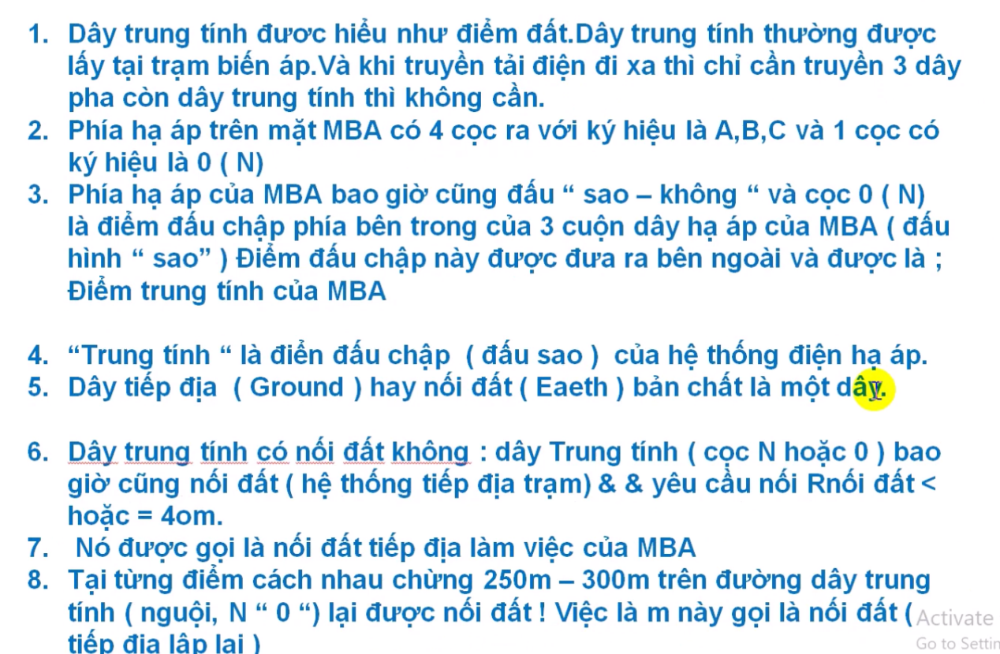 1. Dây trung tính đươc hiểu như điểm đất.Dây trung tính thường được
lấy tại trạm biến áp.Và khi truyền tải điện đi xa thì chỉ cần truyền 3 dây
pha còn dây trung tính thì không cần.
2. Phía hạ áp trên mặt MBA có 4 cọc ra với ký hiệu là A,B,C và 1 cọc có
ký hiệu là 0 ( N)
3. Phía hạ áp của MBA bao giờ cũng đấu “ sao – không “ và cọc 0 ( N)
là điểm đấu chập phía bên trong của 3 cuộn dây hạ áp của MBA ( đấu
hình “ sao” ) Điểm đấu chập này được đưa ra bên ngoài và được là ;
Điểm trung tính của MBA
4. “Trung tính “ là điển đấu chập ( đấu sao ) của hệ thống điện hạ áp.
5. Dây tiếp địa ( Ground ) hay nối đất ( Eaeth ) bản chất là một dây.
6. Dây trung tính có nối đất không : dây Trung tính ( cọc N hoặc 0 ) bao
giờ cũng nối đất ( hệ thống tiếp địa trạm) & & yêu cầu nối Rnối đất <
hoặc = 4om.
7. Nó được gọi là nối đất tiếp địa làm việc của MBA
8. Tại từng điểm cách nhau chừng 250m – 300m trên đường dây trung
tính ( nguội, N “ 0 “) lại được nối đất ! Việc là m này gọi là nối đất (
tiếp địa lập lại )
Activate
Go to Settin